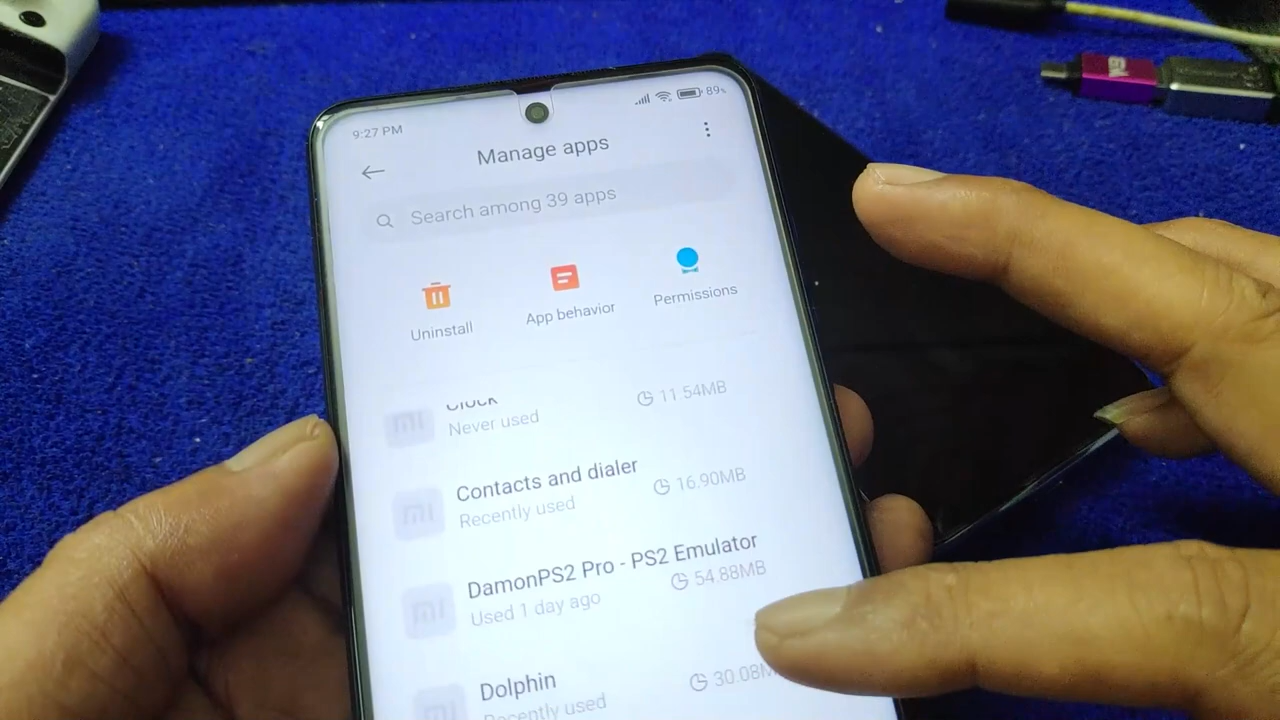 9:27 PM
89%
Manage apps
Search among 39 apps
Uninstall
App behavior
Permissions
Clock
11.54MB
Never used
Contacts and dialer
16.90MB
Recently used
DamonPS2 Pro - PS2 Emulator
54.88MB
Used 1 day ago
Dolphin
30.08M
Recently used